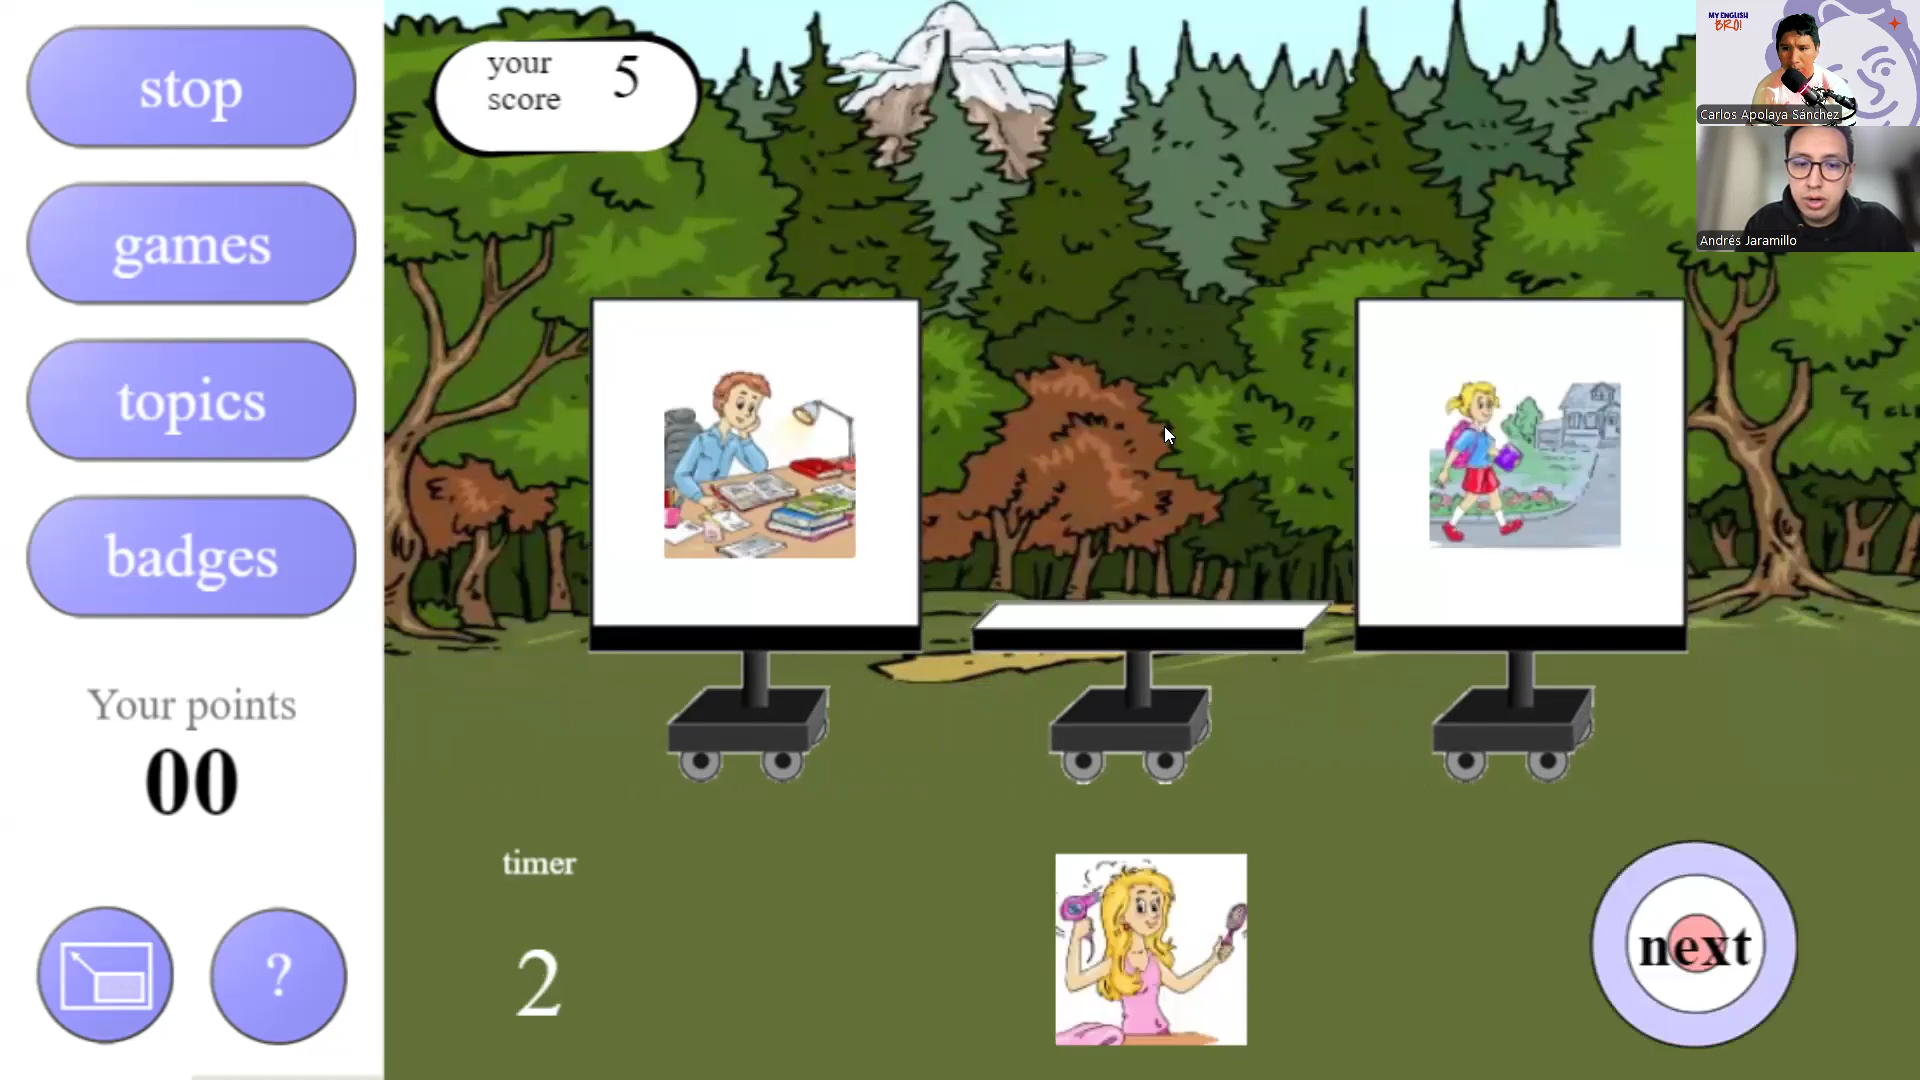 stop
games
topics
badges
Your points
00
?
your
score
5
timer
2
next
MY ENGLISH
BRO!
Carlos Apolaya Sánchez
Andrés Jaramillo